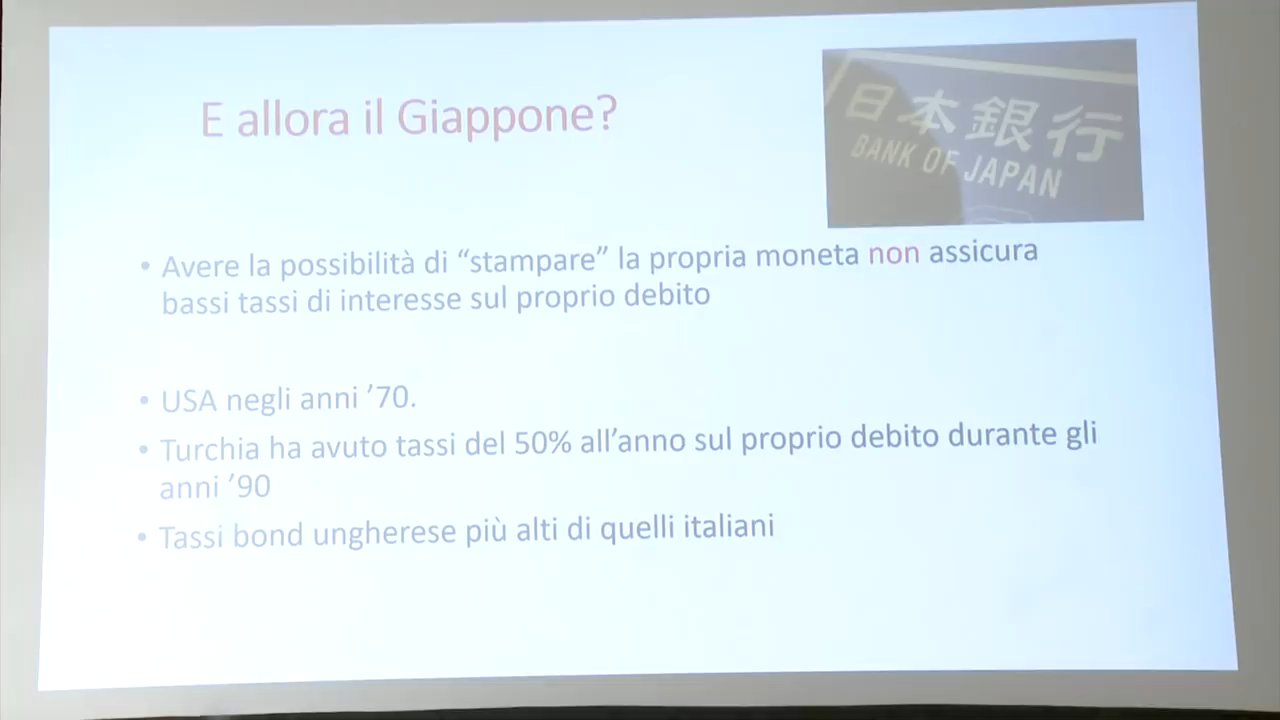 E allora il Giappone?
日本銀行
BANK OF JAPAN
• Avere la possibilità di “stampare” la propria moneta non assicura
bassi tassi di interesse sul proprio debito
• USA negli anni ’70.
• Turchia ha avuto tassi del 50% all’anno sul proprio debito durante gli
anni ’90
• Tassi bond ungherese più alti di quelli italiani